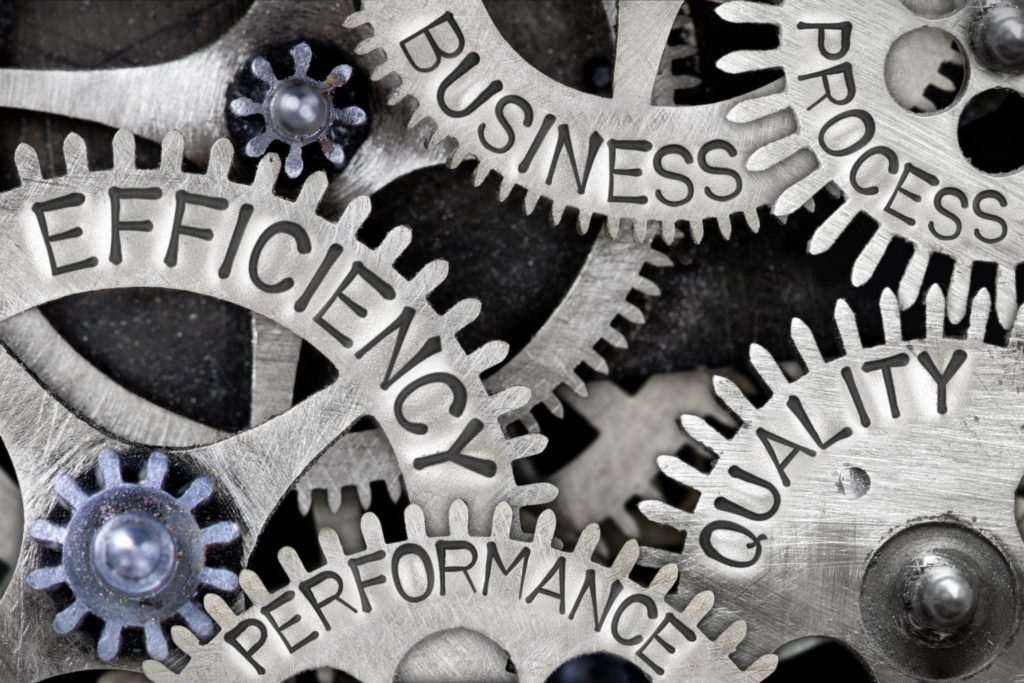 BUSINESS
PROCESS
EFFICIENCY
QUALITY
PERFORMANCE